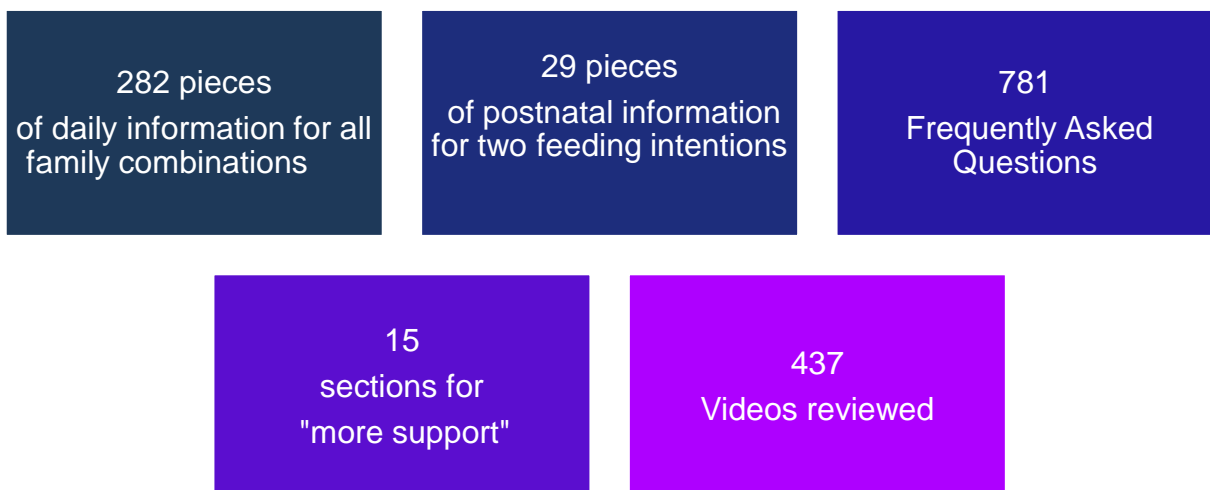 282 pieces
of daily information for all
family combinations
29 pieces
of postnatal information
for two feeding intentions
781
Frequently Asked
Questions
15
sections for
"more support"
437
Videos reviewed